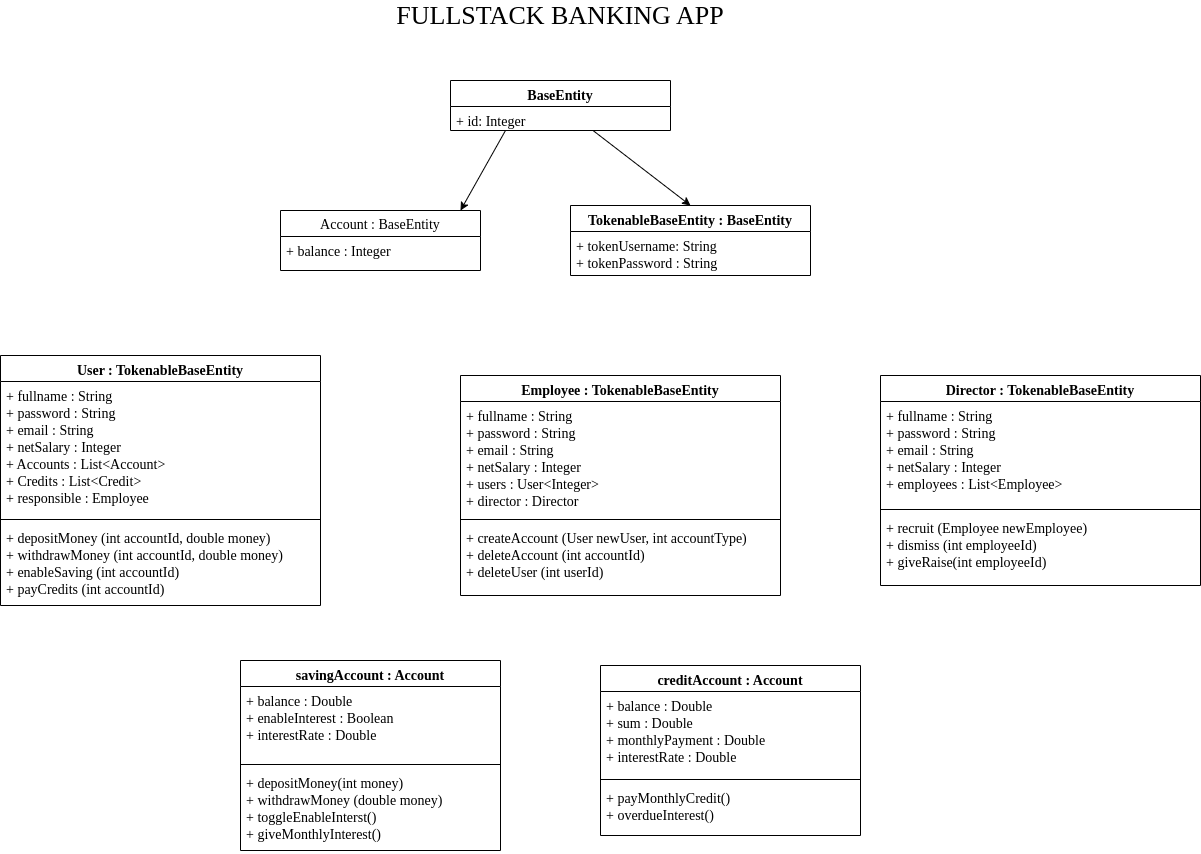 FULLSTACK BANKING APP
BaseEntity
+ id: Integer
Account : BaseEntity
+ balance : Integer
TokenableBaseEntity : BaseEntity
+ tokenUsername: String
+ tokenPassword : String
User : TokenableBaseEntity
+ fullname : String
+ password : String
+ email : String
+ netSalary : Integer
+ Accounts : List<Account>
+ Credits : List<Credit>
+ responsible : Employee
+ depositMoney (int accountId, double money)
+ withdrawMoney (int accountId, double money)
+ enableSaving (int accountId)
+ payCredits (int accountId)
Employee : TokenableBaseEntity
+ fullname : String
+ password : String
+ email : String
+ netSalary : Integer
+ users : User<Integer>
+ director : Director
+ createAccount (User newUser, int accountType)
+ deleteAccount (int accountId)
+ deleteUser (int userId)
Director : TokenableBaseEntity
+ fullname : String
+ password : String
+ email : String
+ netSalary : Integer
+ employees : List<Employee>
+ recruit (Employee newEmployee)
+ dismiss (int employeeId)
+ giveRaise(int employeeId)
savingAccount : Account
+ balance : Double
+ enableInterest : Boolean
+ interestRate : Double
+ depositMoney(int money)
+ withdrawMoney (double money)
+ toggleEnableInterst()
+ giveMonthlyInterest()
creditAccount : Account
+ balance : Double
+ sum : Double
+ monthlyPayment : Double
+ interestRate : Double
+ payMonthlyCredit()
+ overdueInterest()